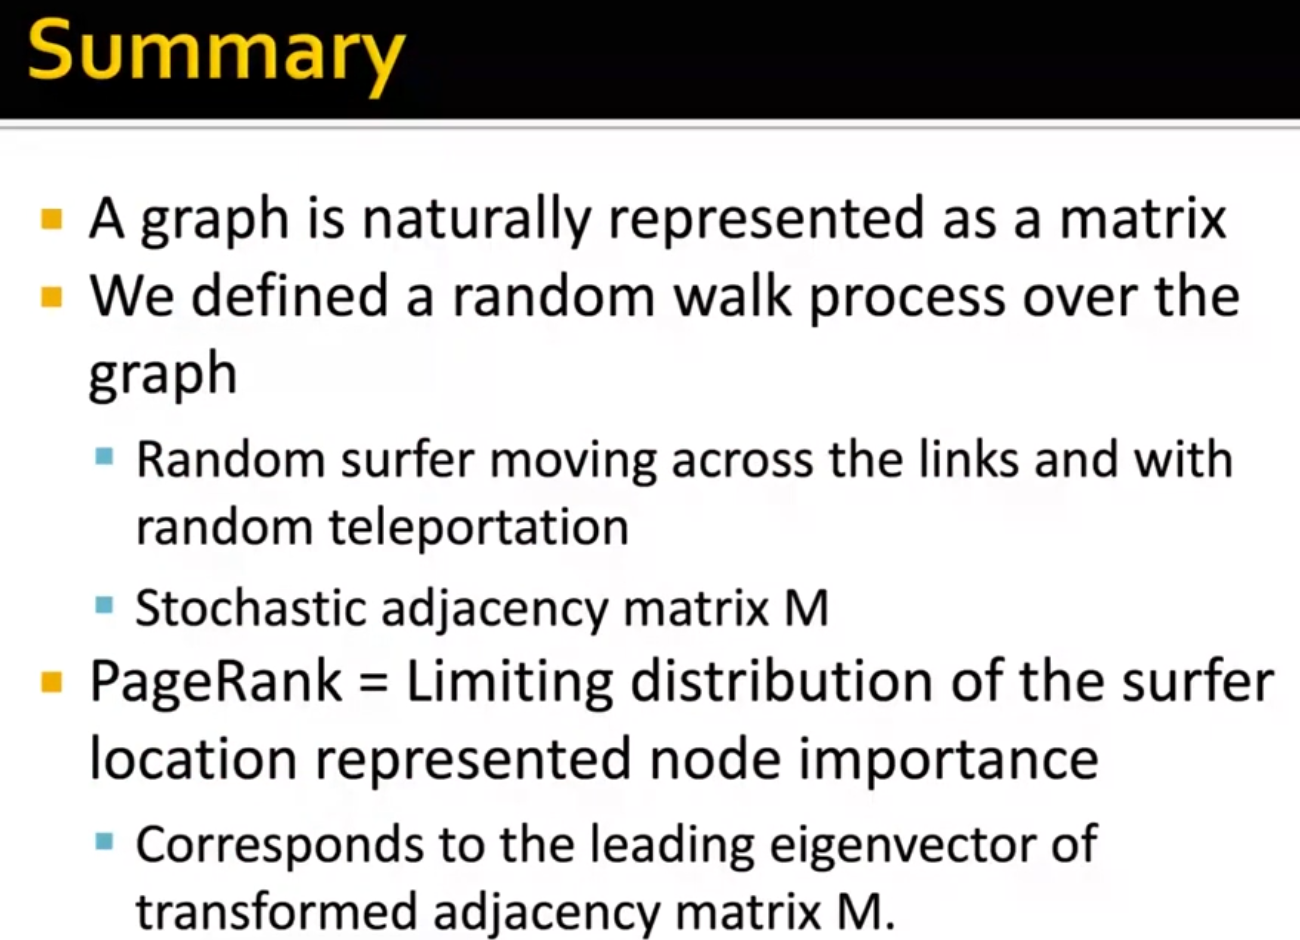 Summary
A graph is naturally represented as a matrix
We defined a random walk process over the
graph
Random surfer moving across the links and with
random teleportation
Stochastic adjacency matrix M
PageRank = Limiting distribution of the surfer
location represented node importance
Corresponds to the leading eigenvector of
transformed adjacency matrix M.